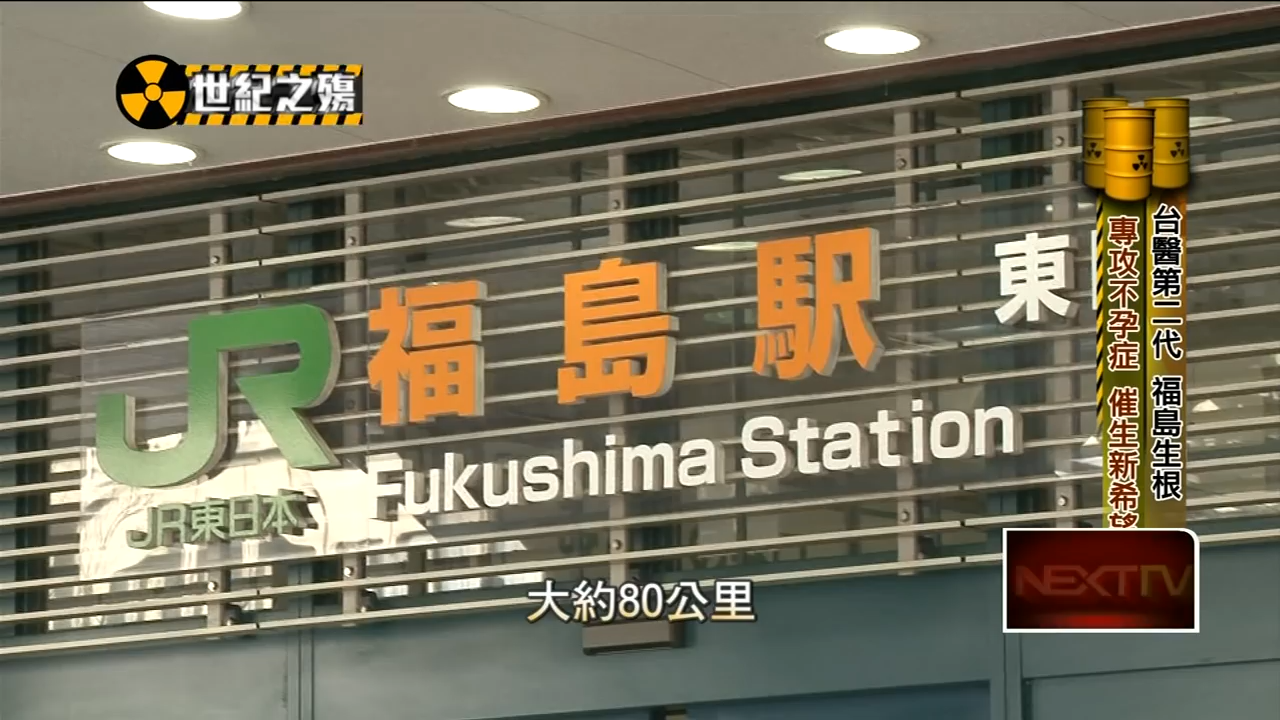 世紀之殤
台醫第二代 福島生根
專攻不孕症 催生新希望
JR 福島駅 東
Fukushima Station
JR東日本
大約80公里
NEXTTV